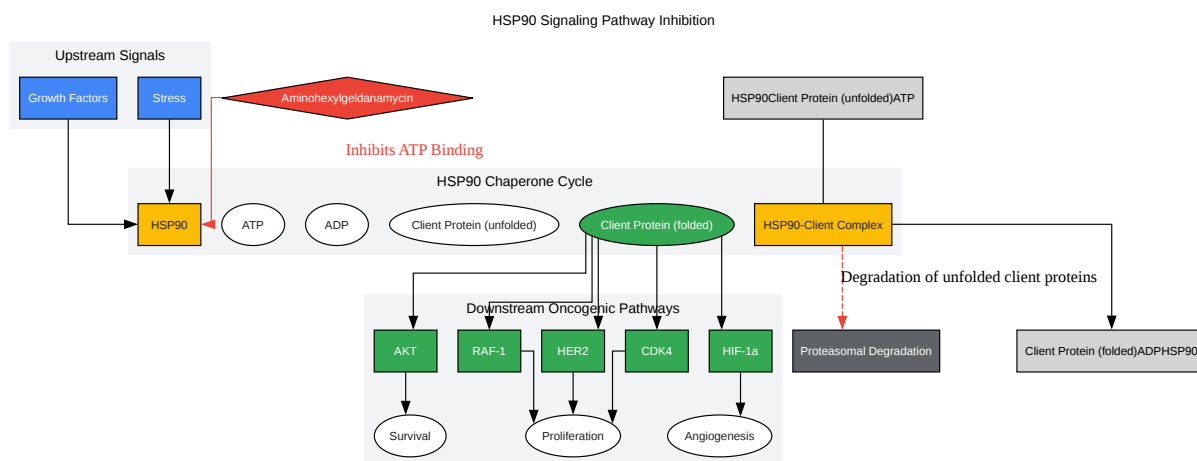 HSP90 Signaling Pathway Inhibition
Upstream Signals
Growth Factors
Stress
Aminohexylgeldanamycin
HSP90Client Protein (unfolded)ATP
Inhibits ATP Binding
HSP90 Chaperone Cycle
HSP90
ATP
ADP
Client Protein (unfolded)
Client Protein (folded)
HSP90-Client Complex
Degradation of unfolded client proteins
Downstream Oncogenic Pathways
AKT
RAF-1
HER2
CDK4
HIF-1a
Proteasomal Degradation
Client Protein (folded)ADPHSP90
Survival
Proliferation
Angiogenesis